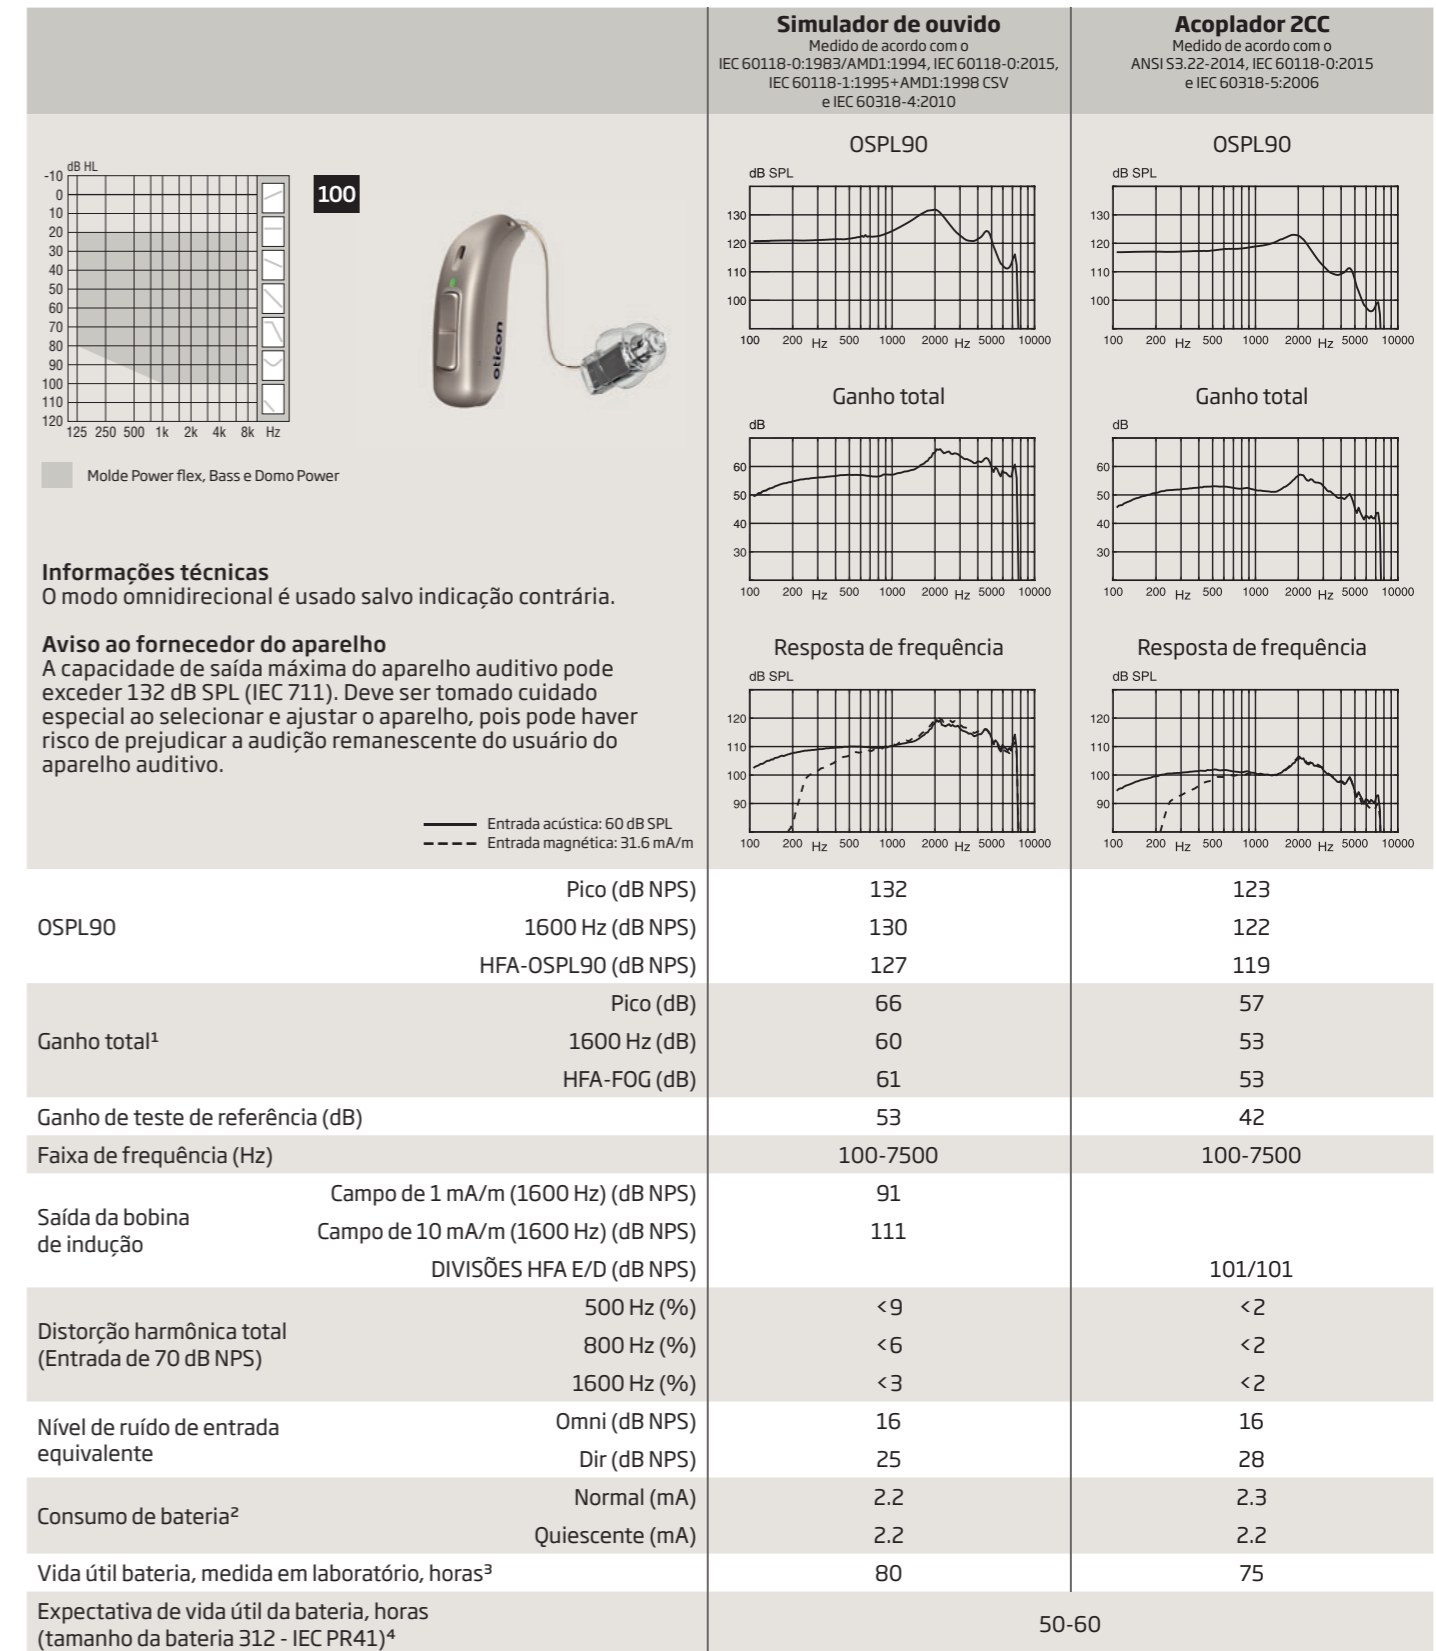 Simulador de ouvido
Medido de acordo com o
IEC 60118-0:1983/AMD1:1994, IEC 60118-0:2015,
IEC 60118-1:1995+AMD1:1998 CSV
e IEC 60318-4:2010
Acoplador 2CC
Medido de acordo com o
ANSI S3.22-2014, IEC 60118-0:2015
e IEC 60318-5:2006
dB HL
-10
0
10
20
30
40
50
60
70
80
90
100
110
120
125 250 500 1k 2k 4k 8k Hz
100
oticon
Molde Power flex, Bass e Domo Power
Informações técnicas
O modo omnidirecional é usado salvo indicação contrária.
Aviso ao fornecedor do aparelho
A capacidade de saída máxima do aparelho auditivo pode
exceder 132 dB SPL (IEC 711). Deve ser tomado cuidado
especial ao selecionar e ajustar o aparelho, pois pode haver
risco de prejudicar a audição remanescente do usuário do
aparelho auditivo.
Entrada acústica: 60 dB SPL
Entrada magnética: 31.6 mA/m
OSPL90
dB SPL
130
120
110
100
100 200 Hz 500 1000 2000 Hz 5000 10000
Ganho total
dB
60
50
40
30
100 200 Hz 500 1000 2000 Hz 5000 10000
Resposta de frequência
dB SPL
120
110
100
90
100 200 Hz 500 1000 2000 Hz 5000 10000
OSPL90
dB SPL
130
120
110
100
100 200 Hz 500 1000 2000 Hz 5000 10000
Ganho total
dB
60
50
40
30
100 200 Hz 500 1000 2000 Hz 5000 10000
Resposta de frequência
dB SPL
120
110
100
90
100 200 Hz 500 1000 2000 Hz 5000 10000
OSPL90
Pico (dB NPS) 132 123
1600 Hz (dB NPS) 130 122
HFA-OSPL90 (dB NPS) 127 119
Ganho total¹
Pico (dB) 66 57
1600 Hz (dB) 60 53
HFA-FOG (dB) 61 53
Ganho de teste de referência (dB) 53 42
Faixa de frequência (Hz) 100-7500 100-7500
Saída da bobina
de indução
Campo de 1 mA/m (1600 Hz) (dB NPS) 91
Campo de 10 mA/m (1600 Hz) (dB NPS) 111
DIVISÕES HFA E/D (dB NPS) 101/101
Distorção harmônica total
(Entrada de 70 dB NPS)
500 Hz (%) <9 <2
800 Hz (%) <6 <2
1600 Hz (%) <3 <2
Nível de ruído de entrada
equivalente
Omni (dB NPS) 16 16
Dir (dB NPS) 25 28
Consumo de bateria²
Normal (mA) 2.2 2.3
Quiescente (mA) 2.2 2.2
Vida útil bateria, medida em laboratório, horas³ 80 75
Expectativa de vida útil da bateria, horas
(tamanho da bateria 312 - IEC PR41)⁴ 50-60